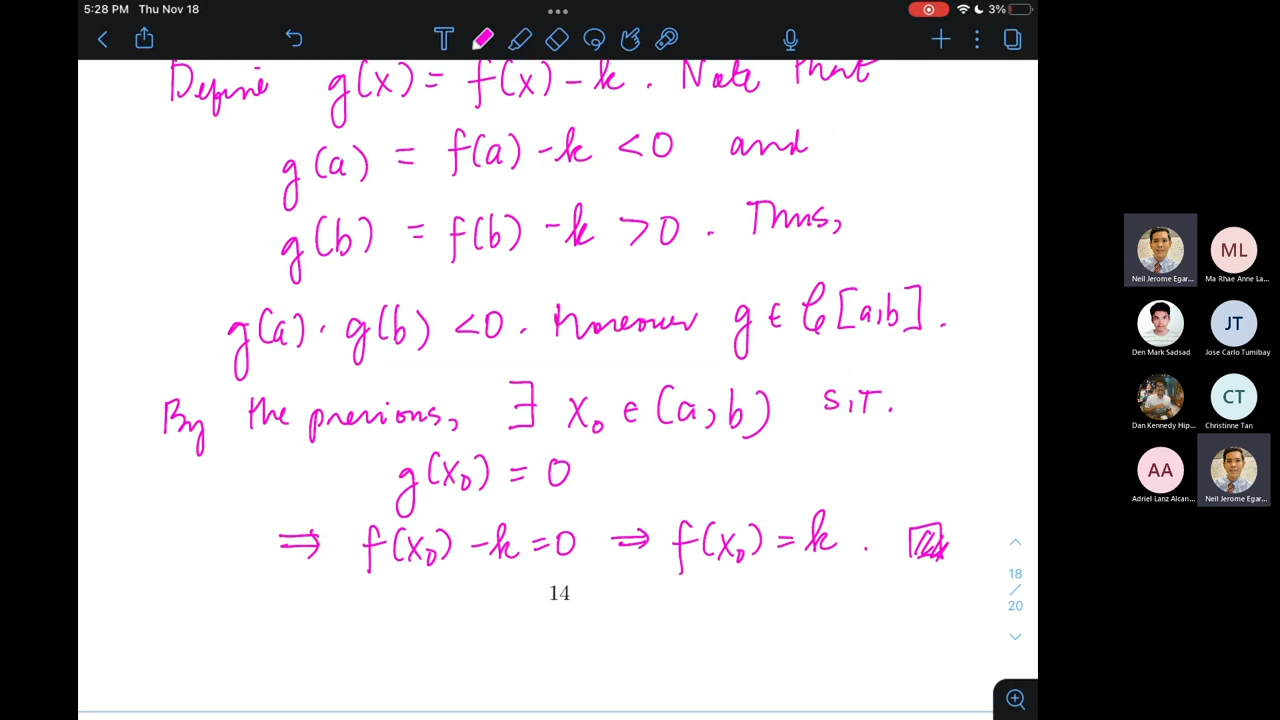 5:28 PM Thu Nov 18
3%
Define g(x) = f(x) - k . Note that
g(a) = f(a) - k < 0 and
g(b) = f(b) - k > 0 . Thus,
g(a) · g(b) < 0 . Moreover g ∈ 𝒞 [a,b] .
By the previous, ∃ x₀ ∈ (a,b) s.t.
g(x₀) = 0
⇒ f(x₀) - k = 0 ⇒ f(x₀) = k .
14
18
/
20
Neil Jerome Egar...
ML
Ma Rhae Anne La...
Den Mark Sadsad
JT
Jose Carlo Tumibay
Dan Kennedy Hip...
CT
Christinne Tan
AA
Adriel Lanz Alcan...
Neil Jerome Egar...